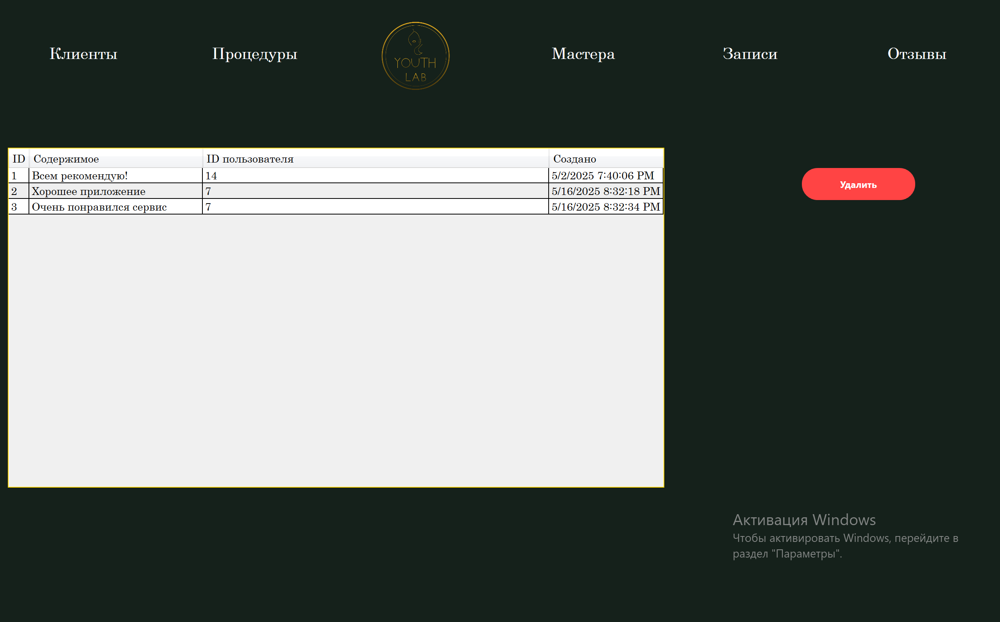 Клиенты Процедуры YOUTH Мастера Записи Отзывы
LAB
ID Содержимое ID пользователя Создано
1 Всем рекомендую! 14 5/2/2025 7:40:06 PM
2 Хорошее приложение 7 5/16/2025 8:32:18 PM
3 Очень понравился сервис 7 5/16/2025 8:32:34 PM
Удалить
Активация Windows
Чтобы активировать Windows, перейдите в
раздел "Параметры".